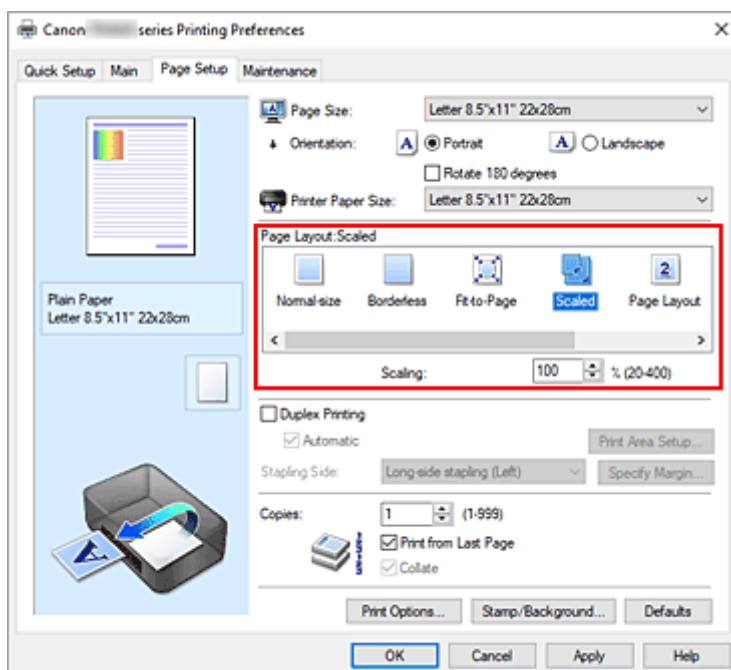 Canon series Printing Preferences
Quick Setup Main Page Setup Maintenance
Page Size: Letter 8.5"x11" 22x28cm
Orientation: A Portrait A Landscape
Rotate 180 degrees
Printer Paper Size: Letter 8.5"x11" 22x28cm
Page Layout:Scaled
2
Normal-size Borderless Fit-to-Page Scaled Page Layout
Plain Paper
Letter 8.5"x11" 22x28cm
Scaling: 100 % (20-400)
Duplex Printing
Automatic Print Area Setup...
Stapling Side: Long-side stapling (Left) Specify Margin...
Copies: 1 (1-999)
Print from Last Page
Collate
A
Print Options... Stamp/Background... Defaults
OK Cancel Apply Help